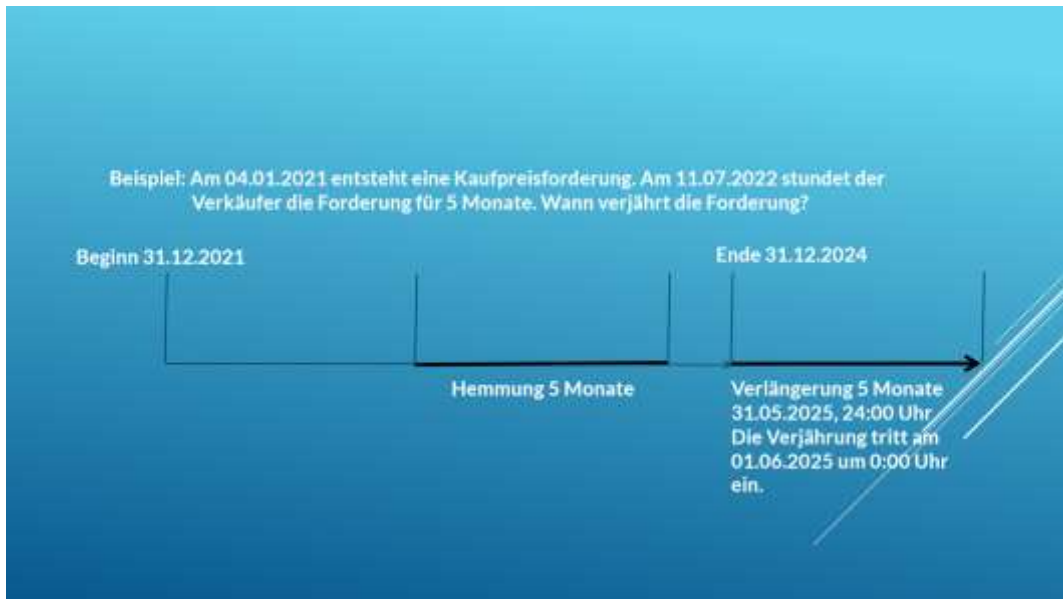 Beispiel: Am 04.01.2021 entsteht eine Kaufpreisforderung. Am 11.07.2022 stundet der
Verkäufer die Forderung für 5 Monate. Wann verjährt die Forderung?
Beginn 31.12.2021
Ende 31.12.2024
Hemmung 5 Monate
Verlängerung 5 Monate
31.05.2025, 24:00 Uhr
Die Verjährung tritt am
01.06.2025 um 0:00 Uhr
ein.